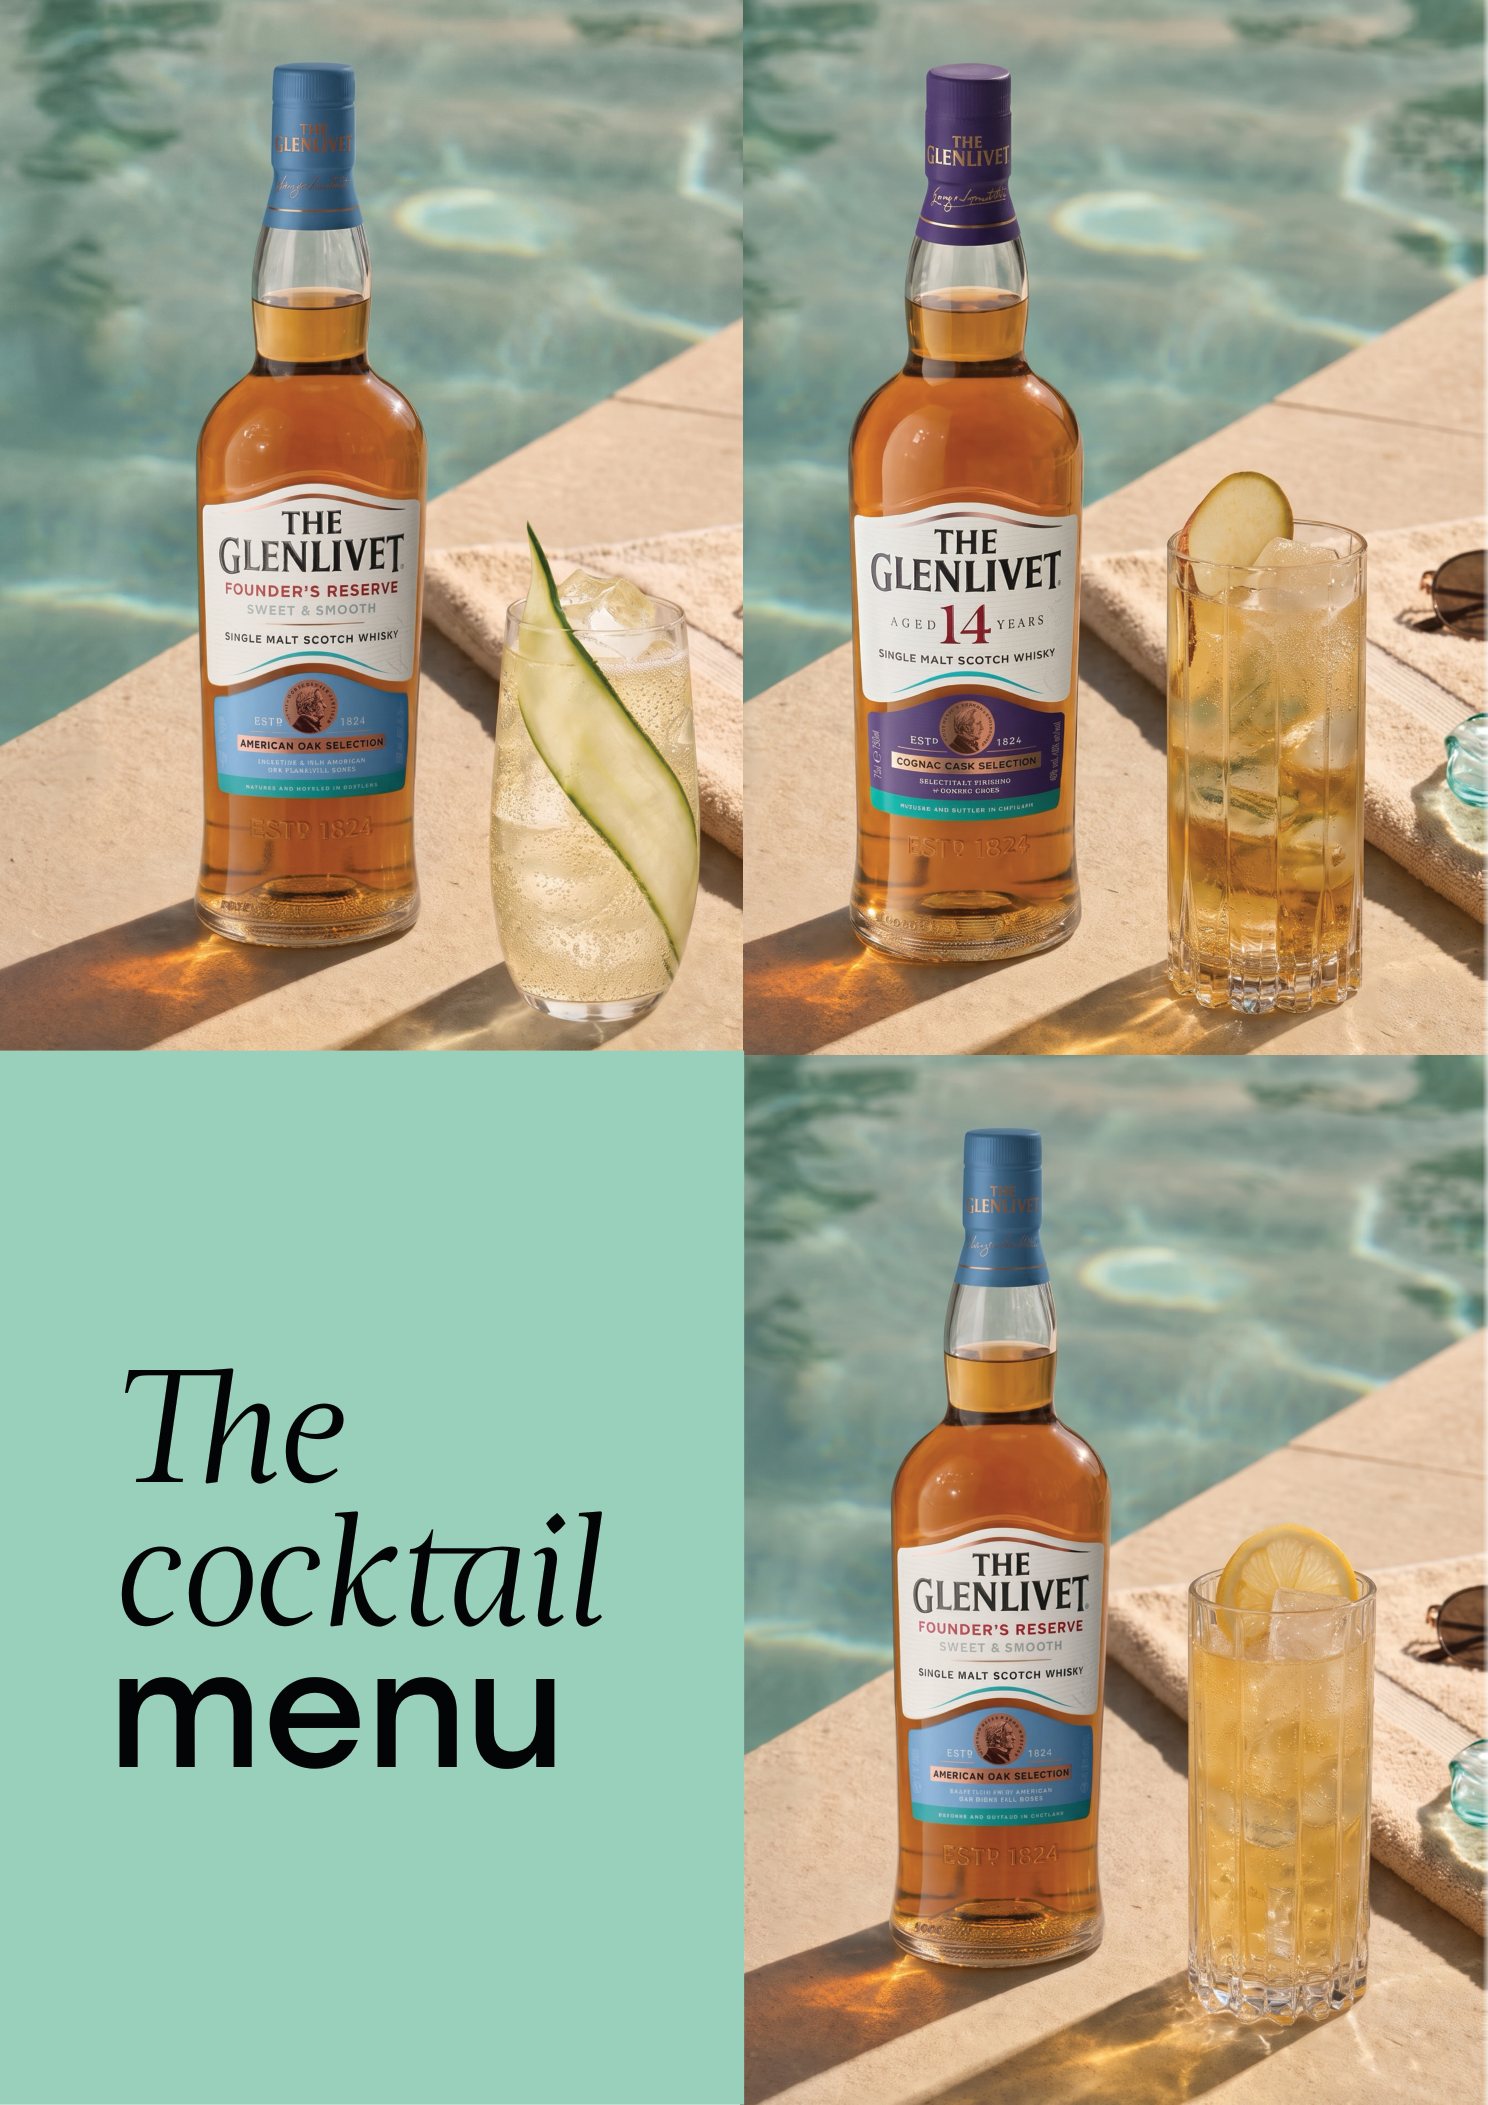 THE
GLENLIVET
THE
GLENLIVET
FOUNDER'S RESERVE
SWEET & SMOOTH
SINGLE MALT SCOTCH WHISKY
ESTD 1824
AMERICAN OAK SELECTION
ESTD 1824
THE
GLENLIVET
THE
GLENLIVET
AGED 14 YEARS
SINGLE MALT SCOTCH WHISKY
ESTD 1824
COGNAC CASK SELECTION
ESTD 1824
The
cocktail
menu
THE
GLENLIVET
THE
GLENLIVET
FOUNDER'S RESERVE
SWEET & SMOOTH
SINGLE MALT SCOTCH WHISKY
ESTD 1824
AMERICAN OAK SELECTION
ESTD 1824